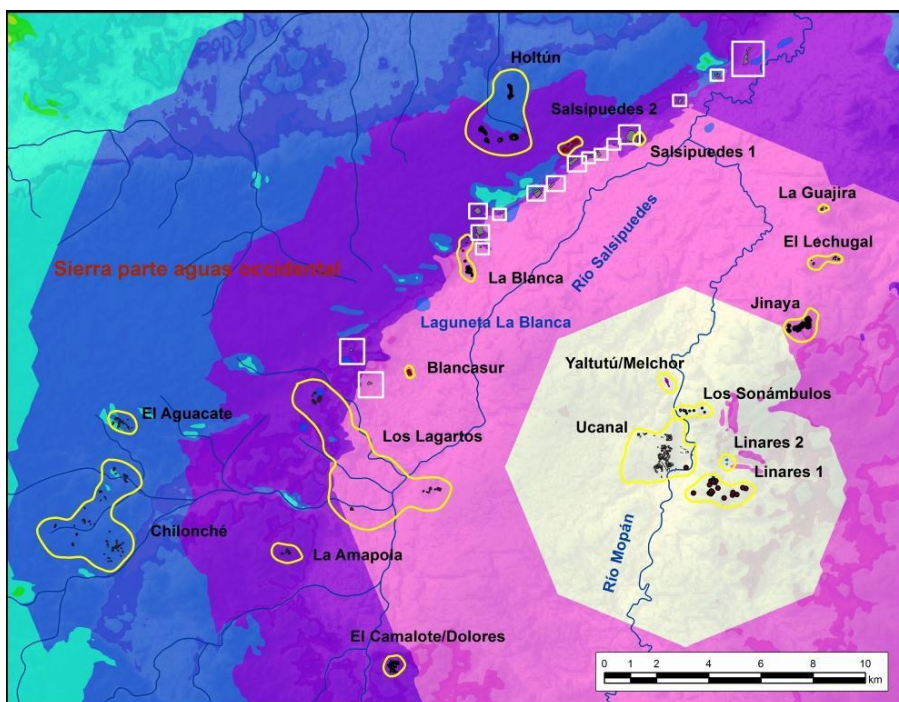 Holtún
Salsipuedes 2
Salsipuedes 1
La Guajira
El Lechugal
Río Salsipuedes
Sierra parte aguas occidental
La Blanca
Jinaya
Laguneta La Blanca
Blancasur
Yaltutú/Melchor
Los Sonámbulos
El Aguacate
Los Lagartos
Ucanal
Linares 2
Linares 1
Chilonché
La Amapola
Río Mopán
El Camalote/Dolores
0 1 2 4 6 8 10
km